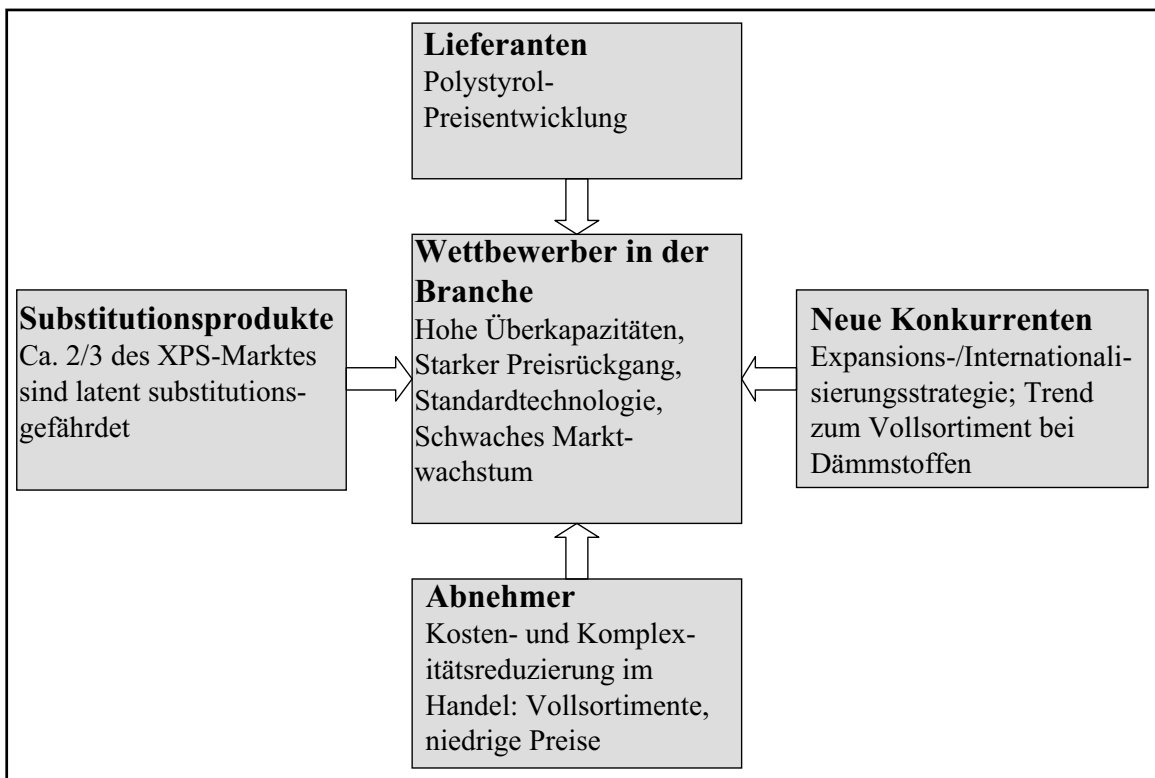 Lieferanten
Polystyrol-
Preisentwicklung
Wettbewerber in der
Branche
Hohe Überkapazitäten,
Starker Preisrückgang,
Standardtechnologie,
Schwaches Markt-
wachstum
Substitutionsprodukte
Ca. 2/3 des XPS-Marktes
sind latent substitutions-
gefährdet
Neue Konkurrenten
Expansions-/Internationali-
sierungsstrategie; Trend
zum Vollsortiment bei
Dämmstoffen
Abnehmer
Kosten- und Komplex-
itätsreduzierung im
Handel: Vollsortimente,
niedrige Preise